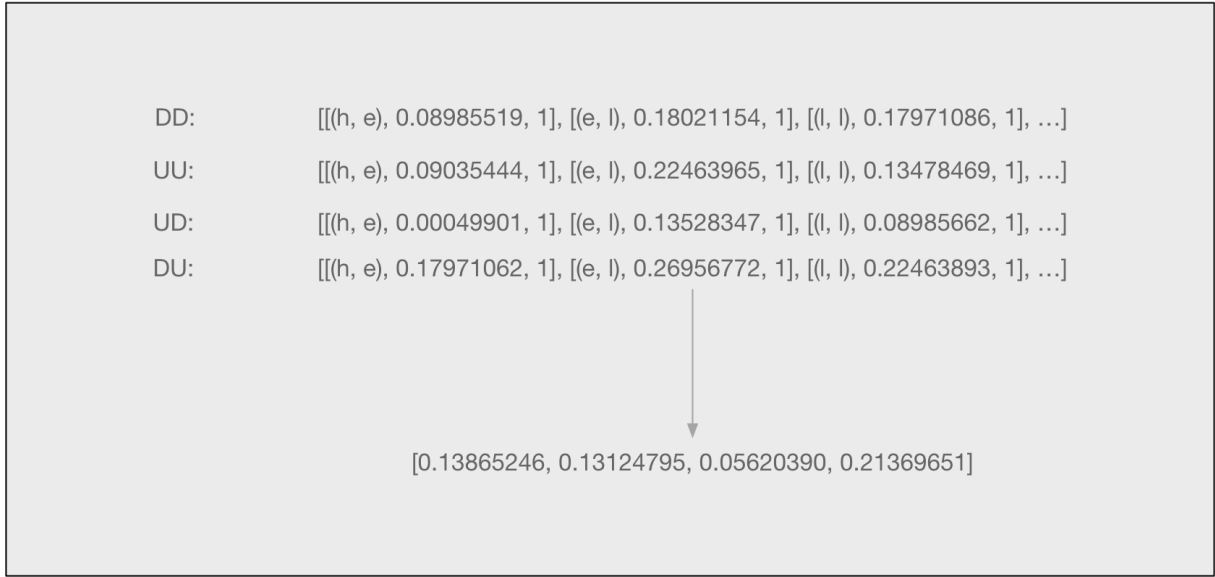 DD: [[(h, e), 0.08985519, 1], [(e, l), 0.18021154, 1], [(l, l), 0.17971086, 1], …]
UU: [[(h, e), 0.09035444, 1], [(e, l), 0.22463965, 1], [(l, l), 0.13478469, 1], …]
UD: [[(h, e), 0.00049901, 1], [(e, l), 0.13528347, 1], [(l, l), 0.08985662, 1], …]
DU: [[(h, e), 0.17971062, 1], [(e, l), 0.26956772, 1], [(l, l), 0.22463893, 1], …]
[0.13865246, 0.13124795, 0.05620390, 0.21369651]